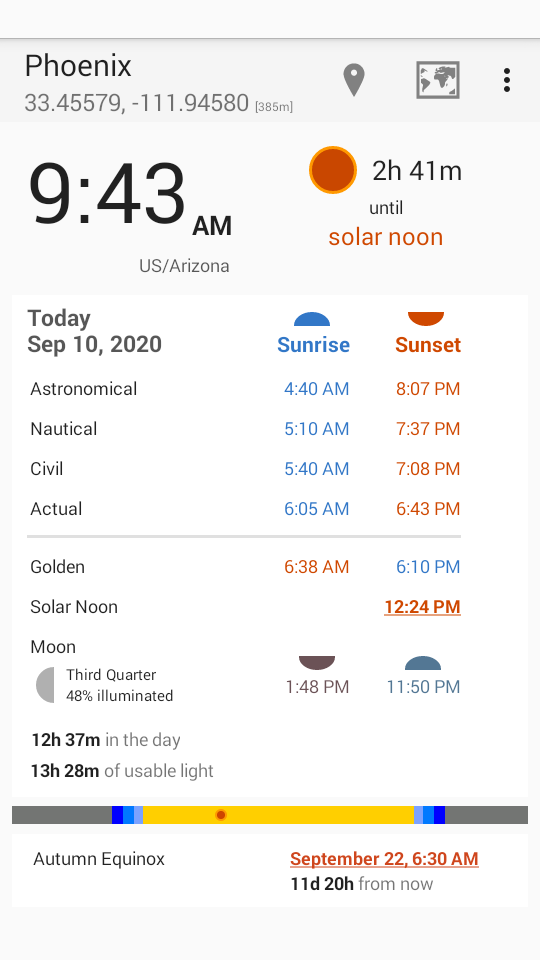 Phoenix
33.45579, -111.94580 [385m]
9:43 AM
US/Arizona
2h 41m
until
solar noon
Today
Sep 10, 2020
Sunrise Sunset
Astronomical 4:40 AM 8:07 PM
Nautical 5:10 AM 7:37 PM
Civil 5:40 AM 7:08 PM
Actual 6:05 AM 6:43 PM
Golden 6:38 AM 6:10 PM
Solar Noon 12:24 PM
Moon
Third Quarter
48% illuminated
1:48 PM 11:50 PM
12h 37m in the day
13h 28m of usable light
Autumn Equinox September 22, 6:30 AM
11d 20h from now